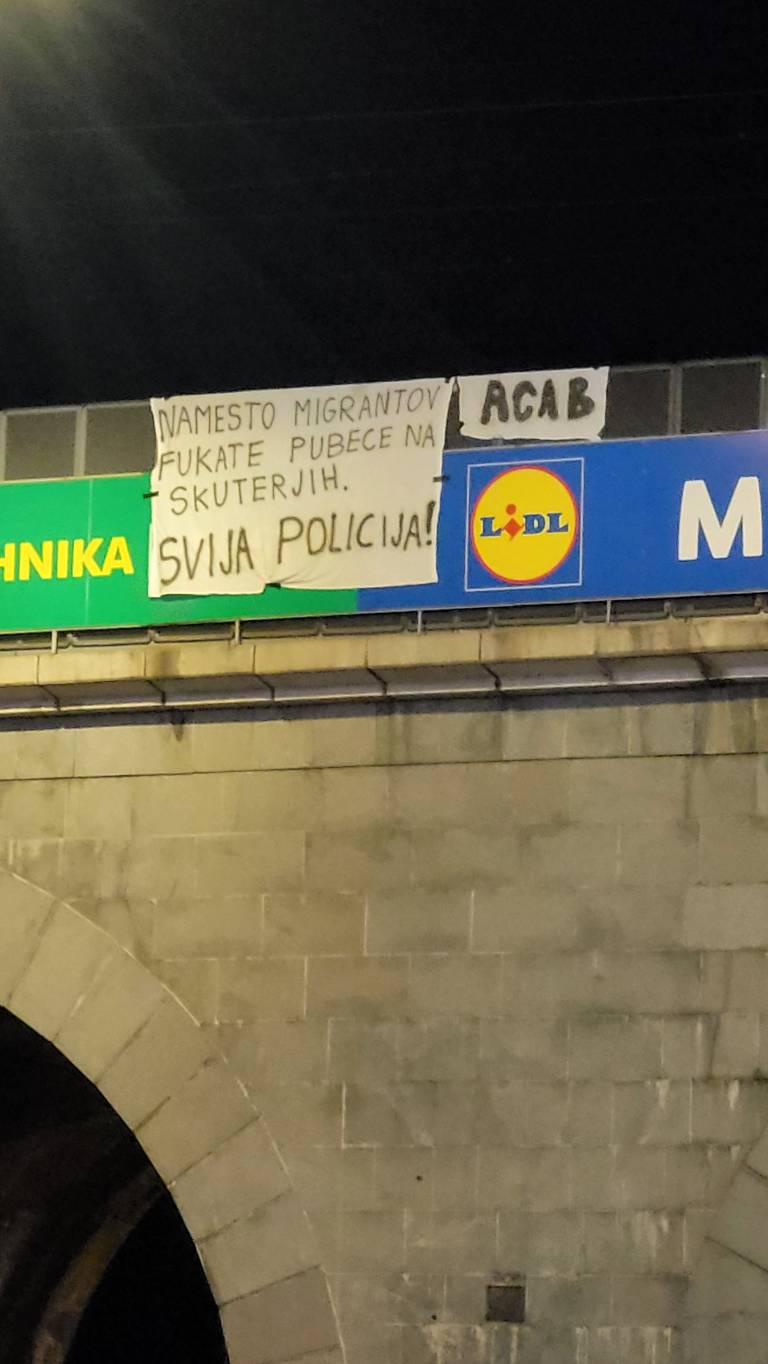 NAMESTO MIGRANTOV
FUKATE PUBECE NA
SKUTERJIH.
SVIJA POLICIJA!
ACAB
HNIKA
LIDL
M